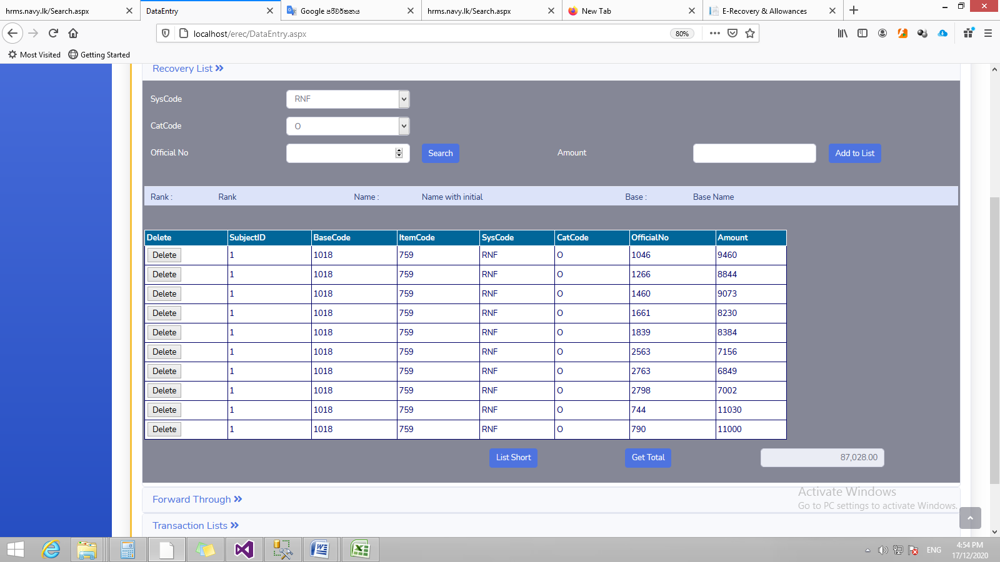 hrms.navy.lk/Search.aspx DataEntry Google පරිවර්තනය hrms.navy.lk/Search.aspx New Tab E-Recovery & Allowances
localhost/erec/DataEntry.aspx 80%
Most Visited Getting Started
Recovery List
SysCode RNF
CatCode O
Official No Search Amount Add to List
Rank : Rank Name : Name with initial Base : Base Name
Delete SubjectID BaseCode ItemCode SysCode CatCode OfficialNo Amount
Delete 1 1018 759 RNF O 1046 9460
Delete 1 1018 759 RNF O 1266 8844
Delete 1 1018 759 RNF O 1460 9073
Delete 1 1018 759 RNF O 1661 8230
Delete 1 1018 759 RNF O 1839 8384
Delete 1 1018 759 RNF O 2563 7156
Delete 1 1018 759 RNF O 2763 6849
Delete 1 1018 759 RNF O 2798 7002
Delete 1 1018 759 RNF O 744 11030
Delete 1 1018 759 RNF O 790 11000
List Short Get Total 87,028.00
Activate Windows
Forward Through
Go to PC settings to activate Windows.
Transaction Lists
ENG 4:54 PM
17/12/2020